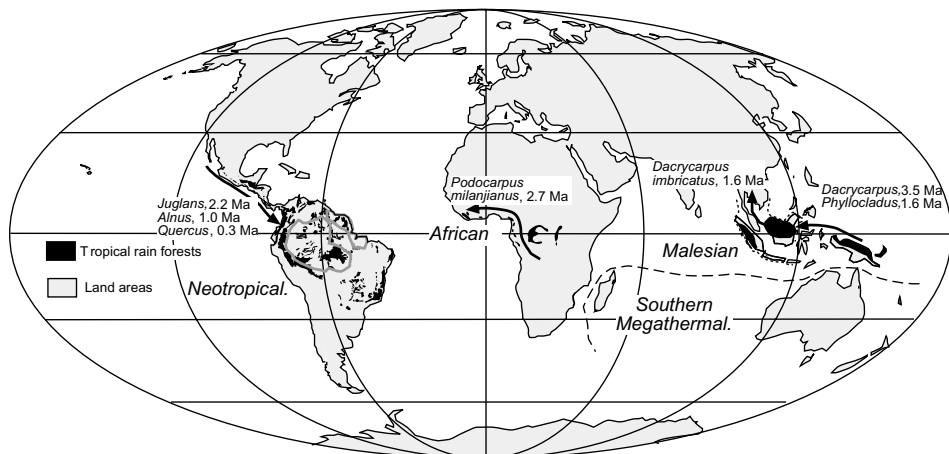 Juglans, 2.2 Ma
Alnus, 1.0 Ma
Quercus, 0.3 Ma
Podocarpus
milanjianus, 2.7 Ma
Dacrycarpus
imbricatus, 1.6 Ma
Dacrycarpus, 3.5 Ma
Phyllocladus, 1.6 Ma
African
Malesian
Tropical rain forests
Land areas
Neotropical.
Southern
Megathermal.